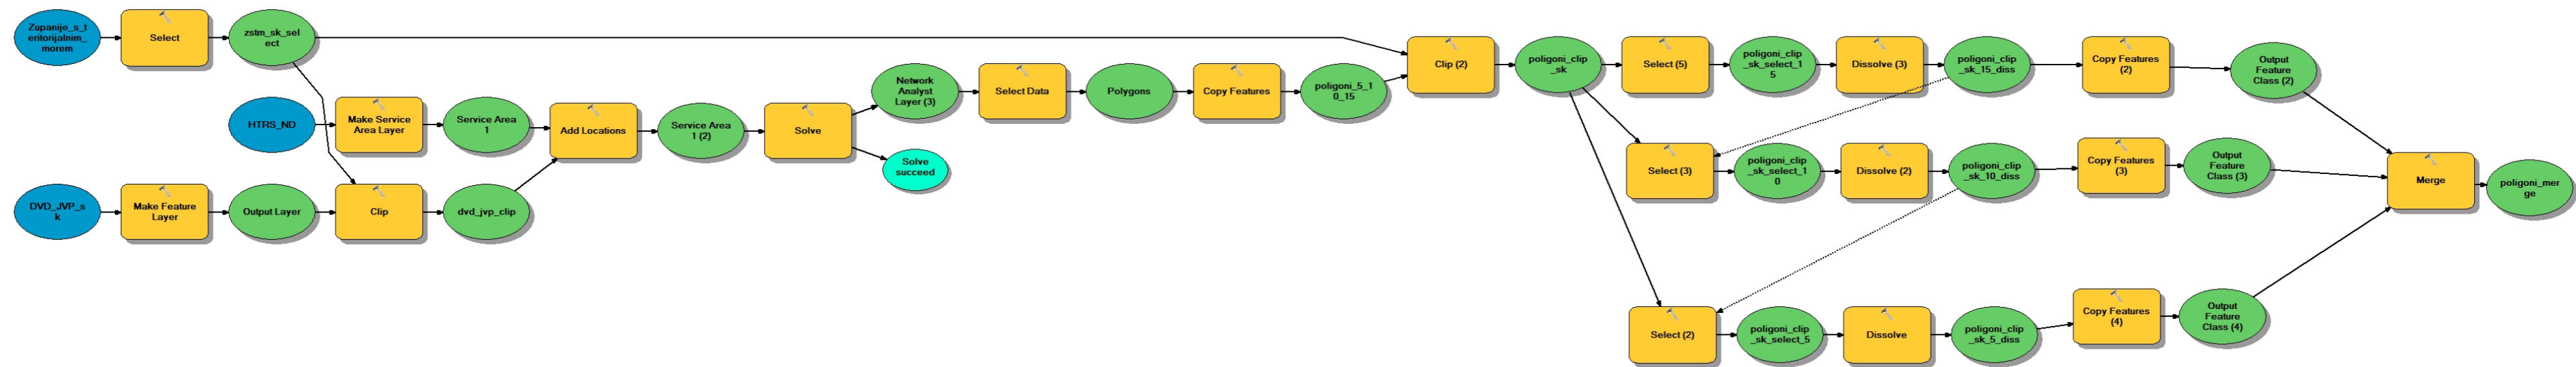 Zupanije_s_t
eritorijalnim_
morem
Select
zstm_sk_sel
ect
HTRS_ND
Make Service
Area Layer
Service Area
1
DVD_JVP_s
k
Make Feature
Layer
Output Layer
Clip
dvd_jvp_clip
Add Locations
Service Area
1 (2)
Solve
Network
Analyst
Layer (3)
Solve
succeed
Select Data
Polygons
Copy Features
poligoni_5_1
0_15
Clip (2)
poligoni_clip
_sk
Select (5)
poligoni_clip
_sk_select_1
5
Dissolve (3)
poligoni_clip
_sk_15_diss
Copy Features
(2)
Output
Feature
Class (2)
Select (3)
poligoni_clip
_sk_select_1
0
Dissolve (2)
poligoni_clip
_sk_10_diss
Copy Features
(3)
Output
Feature
Class (3)
Select (2)
poligoni_clip
_sk_select_5
Dissolve
poligoni_clip
_sk_5_diss
Copy Features
(4)
Output
Feature
Class (4)
Merge
poligoni_mer
ge